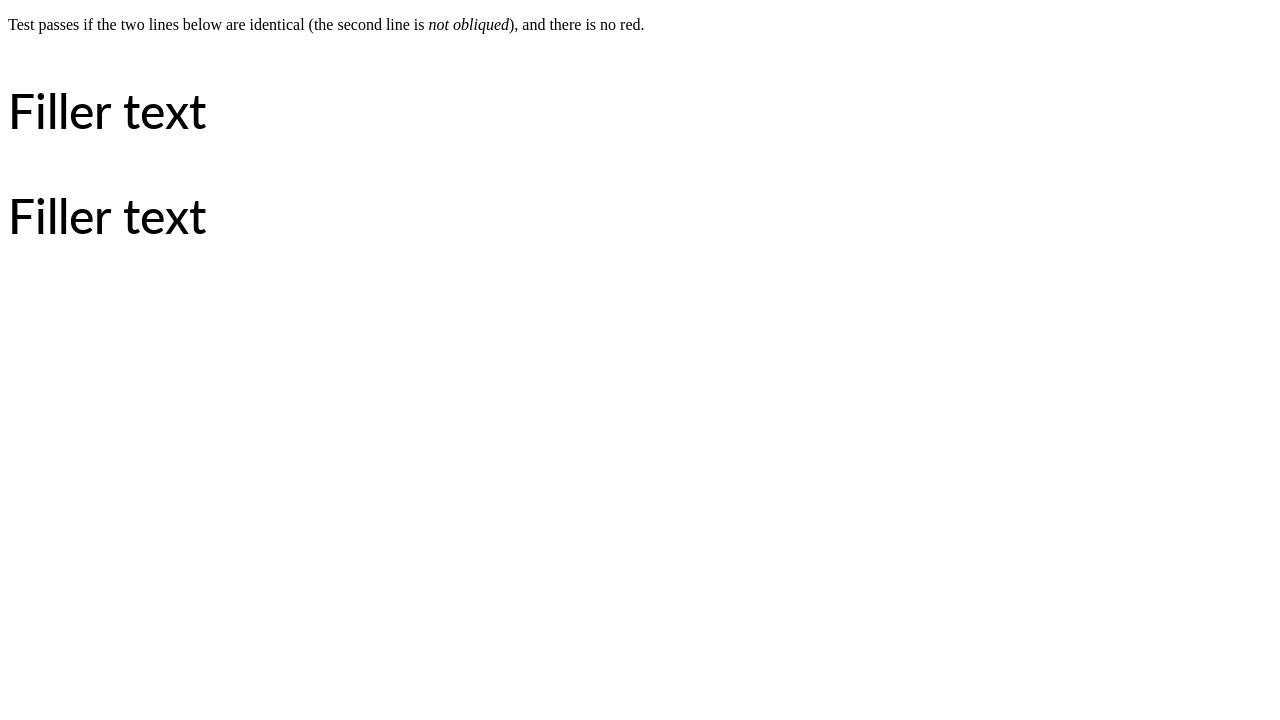 Test passes if the two lines below are identical (the second line is not obliqued), and there is no red.
Filler text
Filler text